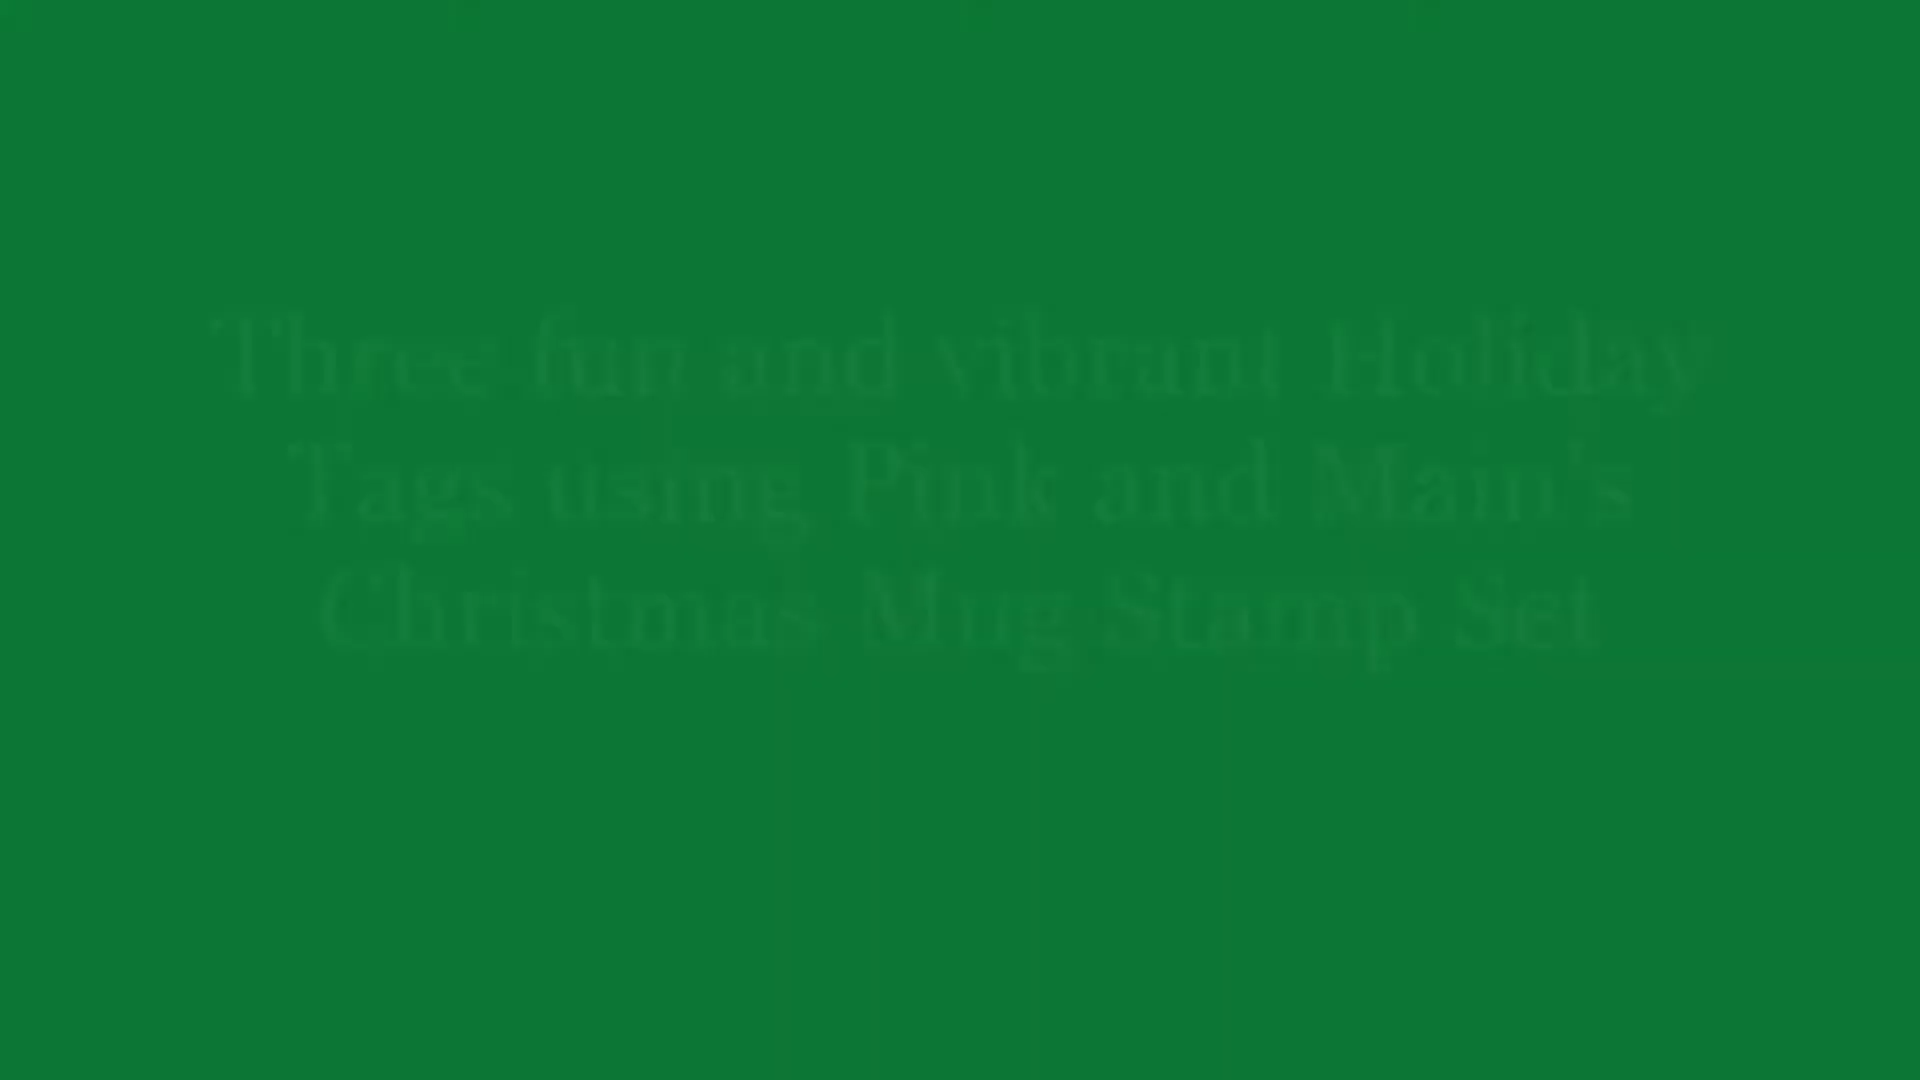 Three fun and vibrant Holiday
Tags using Pink and Main's
Christmas Mug Stamp Set